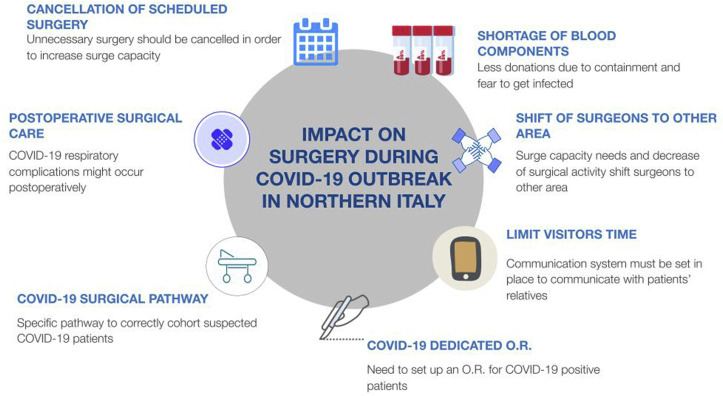 CANCELLATION OF SCHEDULED
SURGERY
Unnecessary surgery should be cancelled in order
to increase surge capacity
SHORTAGE OF BLOOD
COMPONENTS
Less donations due to containment and
fear to get infected
POSTOPERATIVE SURGICAL
CARE
COVID-19 respiratory
complications might occur
postoperatively
IMPACT ON
SURGERY DURING
COVID-19 OUTBREAK
IN NORTHERN ITALY
SHIFT OF SURGEONS TO OTHER
AREA
Surge capacity needs and decrease
of surgical activity shift surgeons to
other area
LIMIT VISITORS TIME
Communication system must be set in
place to communicate with patients'
relatives
COVID-19 SURGICAL PATHWAY
Specific pathway to correctly cohort suspected
COVID-19 patients
COVID-19 DEDICATED O.R.
Need to set up an O.R. for COVID-19 positive
patients